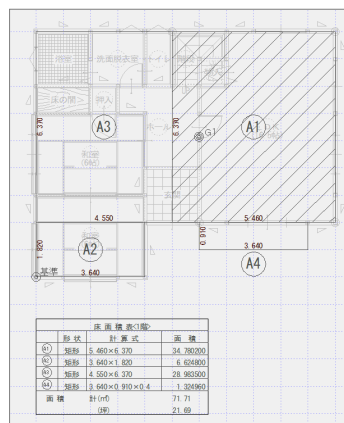 浴室
洗面脱衣室
トイレ
床の間
押入
ホール
A3
6.370
6.370
G1
A1
和室
玄関
4.550
5.460
和室
1.820
A2
0.910
3.640
A4
基準
3.640
床面積表<1階>
形状 計算式 面積
A1 矩形 5.460×6.370 34.780200
A2 矩形 3.640×1.820 6.624800
A3 矩形 4.550×6.370 28.983500
A4 矩形 3.640×0.910×0.4 1.324960
面積 計(㎡) 71.71
(坪) 21.69